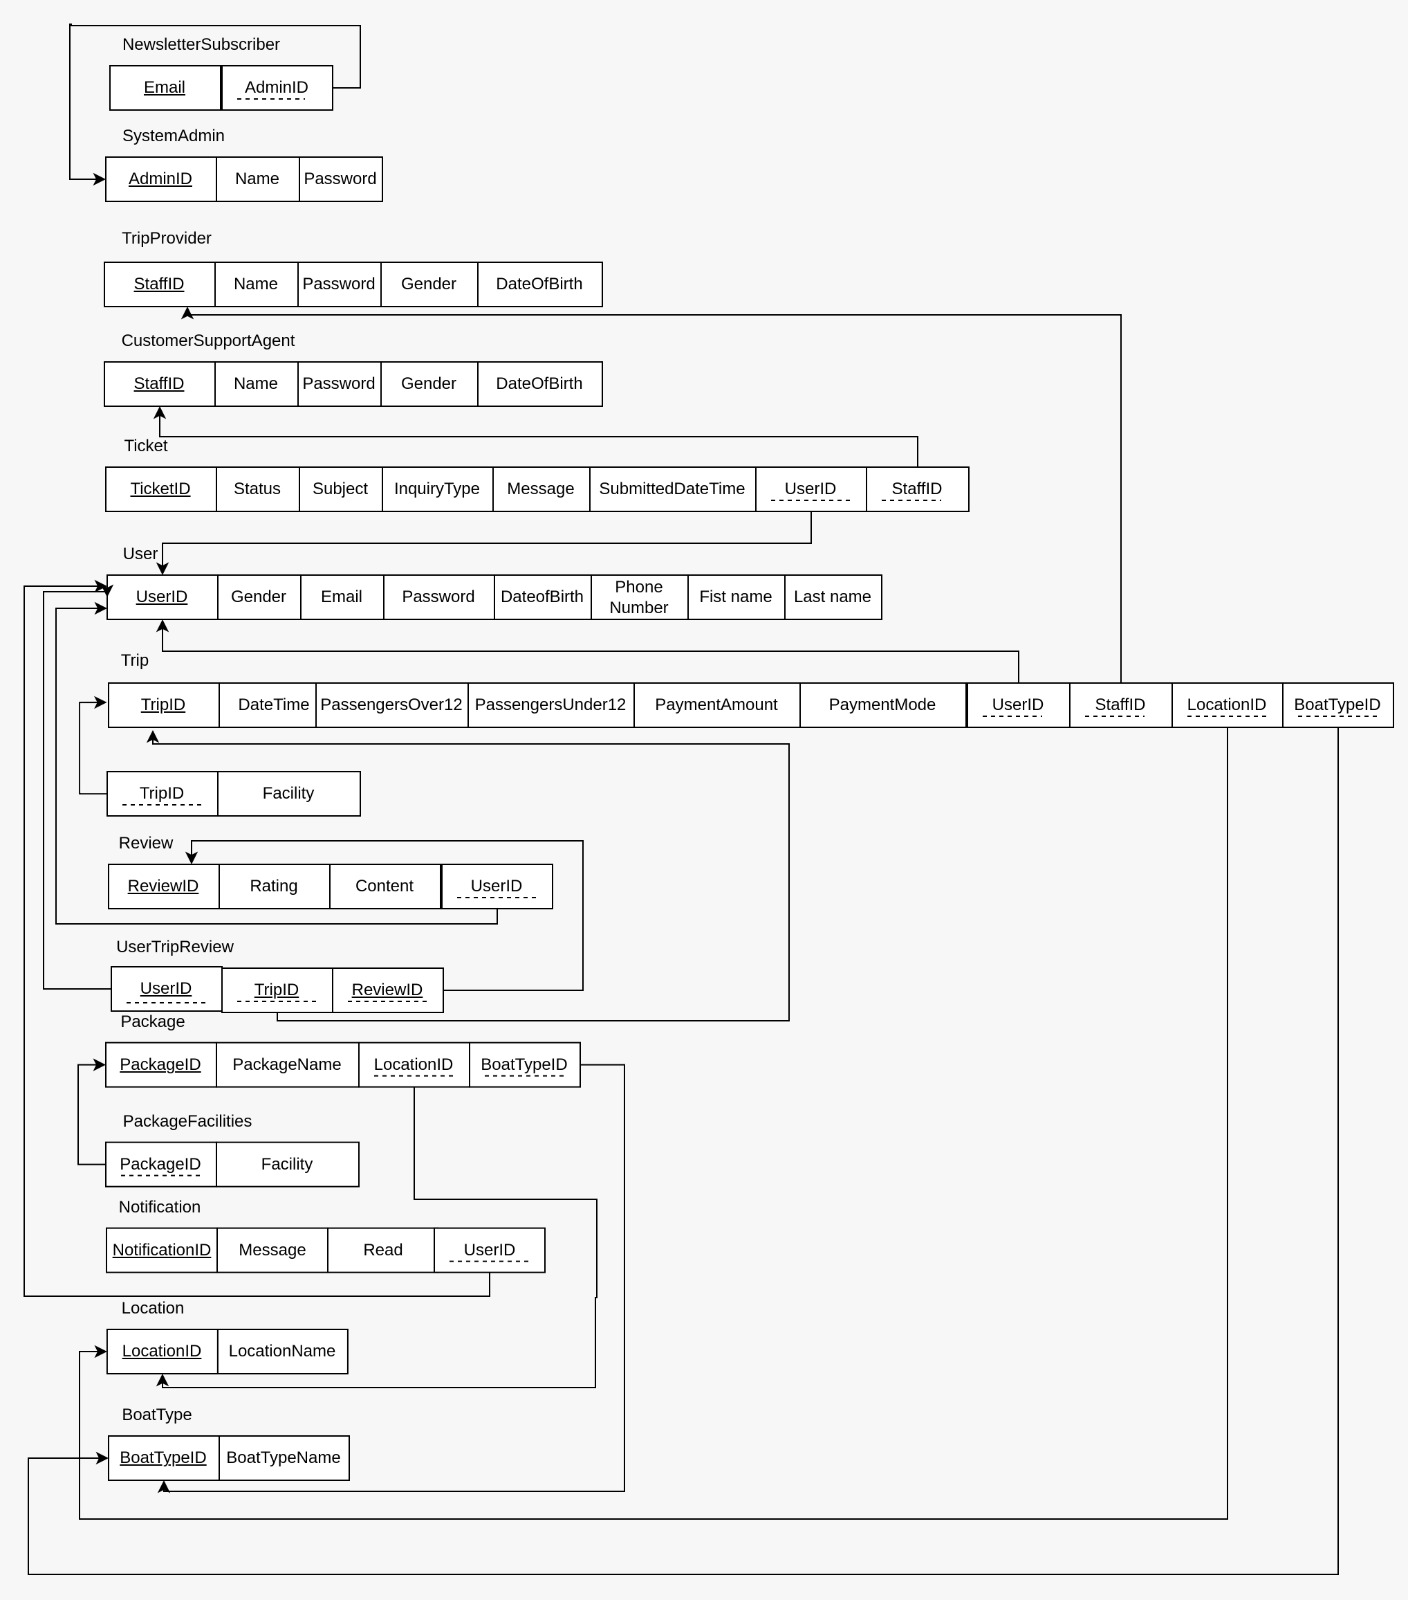 NewsletterSubscriber
Email AdminID
SystemAdmin
AdminID Name Password
TripProvider
StaffID Name Password Gender DateOfBirth
CustomerSupportAgent
StaffID Name Password Gender DateOfBirth
Ticket
TicketID Status Subject InquiryType Message SubmittedDateTime UserID StaffID
User
UserID Gender Email Password DateofBirth Phone Number Fist name Last name
Trip
TripID DateTime PassengersOver12 PassengersUnder12 PaymentAmount PaymentMode UserID StaffID LocationID BoatTypeID
TripID Facility
Review
ReviewID Rating Content UserID
UserTripReview
UserID TripID ReviewID
Package
PackageID PackageName LocationID BoatTypeID
PackageFacilities
PackageID Facility
Notification
NotificationID Message Read UserID
Location
LocationID LocationName
BoatType
BoatTypeID BoatTypeName